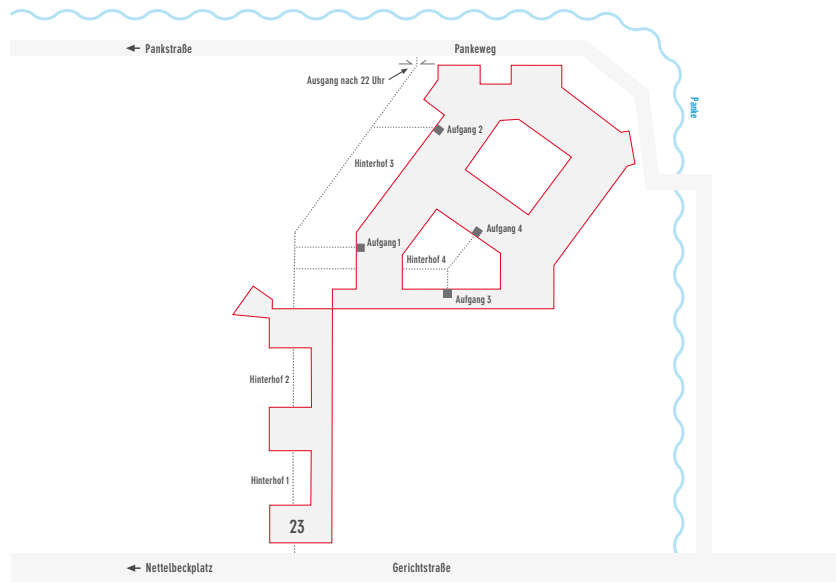 Pankstraße
Pankeweg
Ausgang nach 22 Uhr
Panke
Aufgang 2
Hinterhof 3
Aufgang 4
Aufgang 1
Hinterhof 4
Aufgang 3
Hinterhof 2
Hinterhof 1
23
Nettelbeckplatz
Gerichtstraße